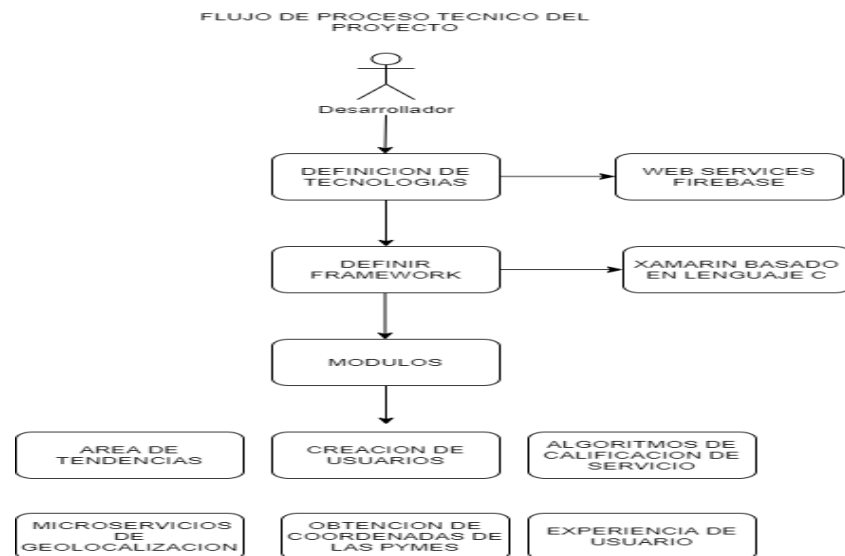 FLUJO DE PROCESO TECNICO DEL
PROYECTO
Desarrollador
DEFINICION DE
TECNOLOGIAS
WEB SERVICES
FIREBASE
DEFINIR
FRAMEWORK
XAMARIN BASADO
EN LENGUAJE C
MODULOS
AREA DE
TENDENCIAS
CREACION DE
USUARIOS
ALGORITMOS DE
CALIFICACION DE
SERVICIO
MICROSERVICIOS
DE
GEOLOCALIZACION
OBTENCION DE
COORDENADAS DE
LAS PYMES
EXPERIENCIA DE
USUARIO